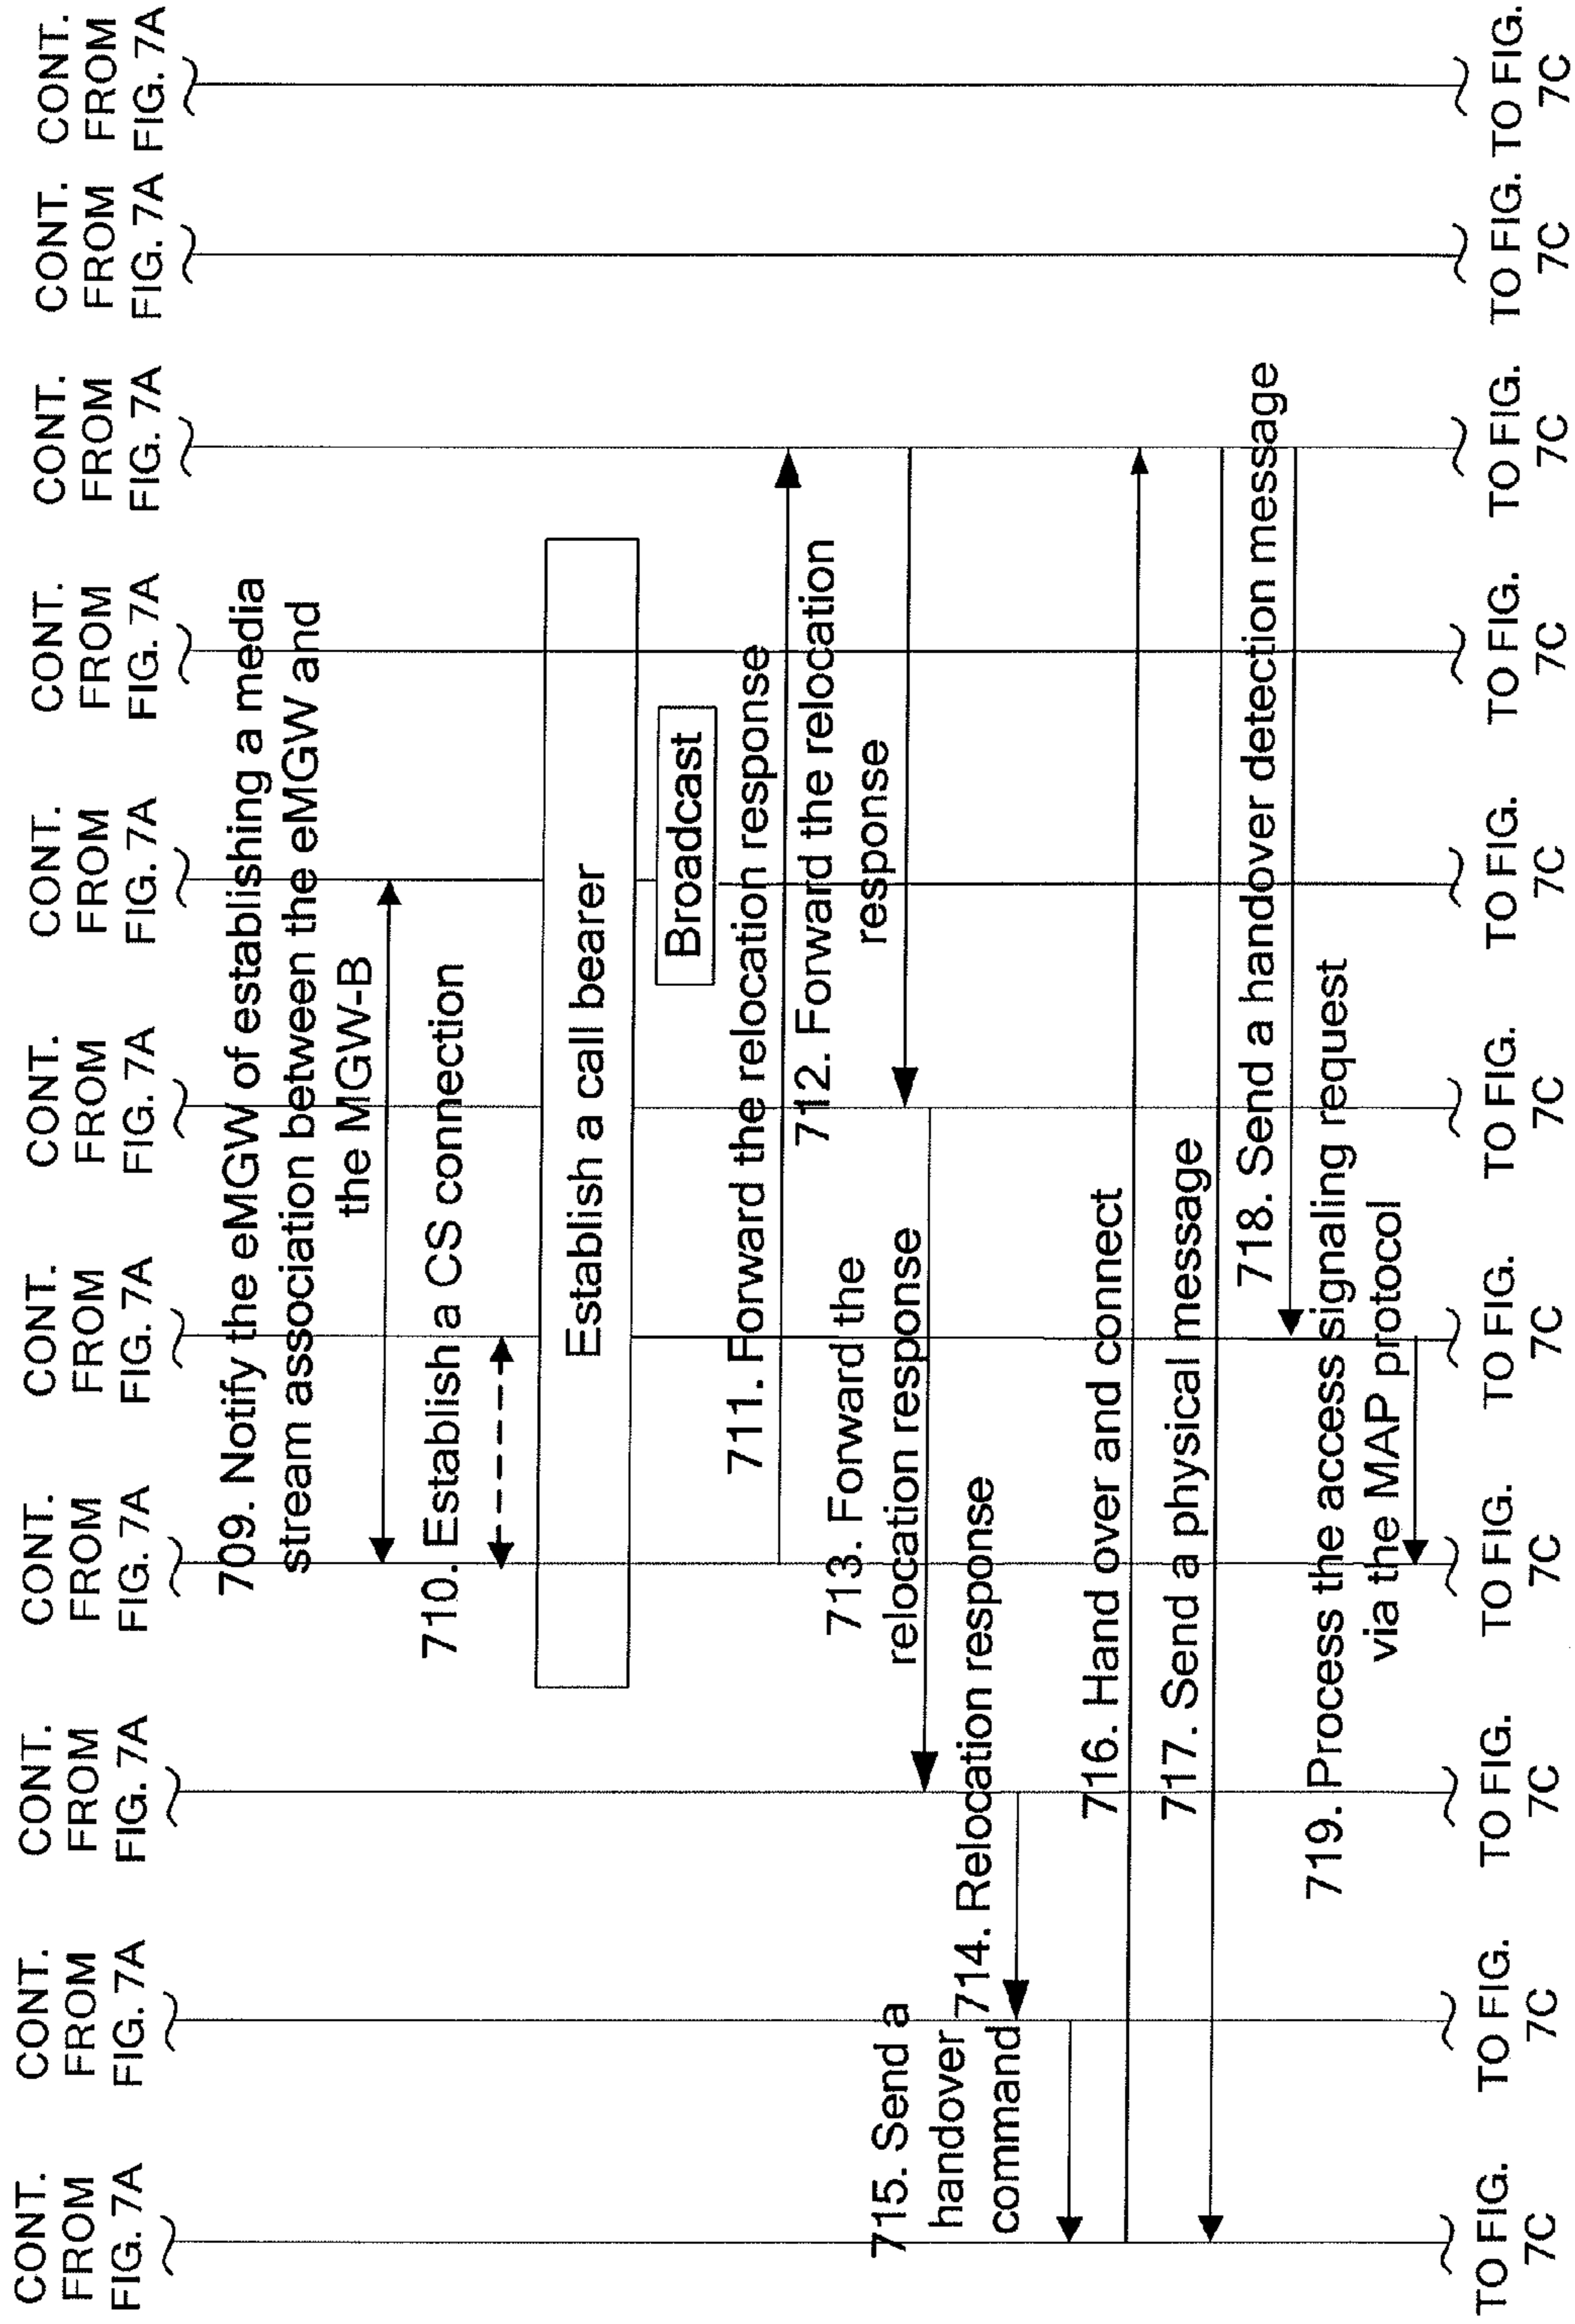 CONT.
FROM
FIG. 7A
CONT.
FROM
FIG. 7A
CONT.
FROM
FIG. 7A
CONT.
FROM
FIG. 7A
CONT.
FROM
FIG. 7A
CONT.
FROM
FIG. 7A
CONT.
FROM
FIG. 7A
CONT.
FROM
FIG. 7A
CONT.
FROM
FIG. 7A
CONT.
FROM
FIG. 7A
CONT.
FROM
FIG. 7A
709. Notify the eMGW of establishing a media
stream association between the eMGW and
the MGW-B
710. Establish a CS connection
Establish a call bearer
Broadcast
711. Forward the relocation response
712. Forward the relocation
response
713. Forward the
relocation response
714. Relocation response
715. Send a
handover
command
716. Hand over and connect
717. Send a physical message
718. Send a handover detection message
719. Process the access signaling request
via the MAP protocol
TO FIG.
7C
TO FIG.
7C
TO FIG.
7C
TO FIG.
7C
TO FIG.
7C
TO FIG.
7C
TO FIG.
7C
TO FIG.
7C
TO FIG.
7C
TO FIG.
7C
TO FIG.
7C